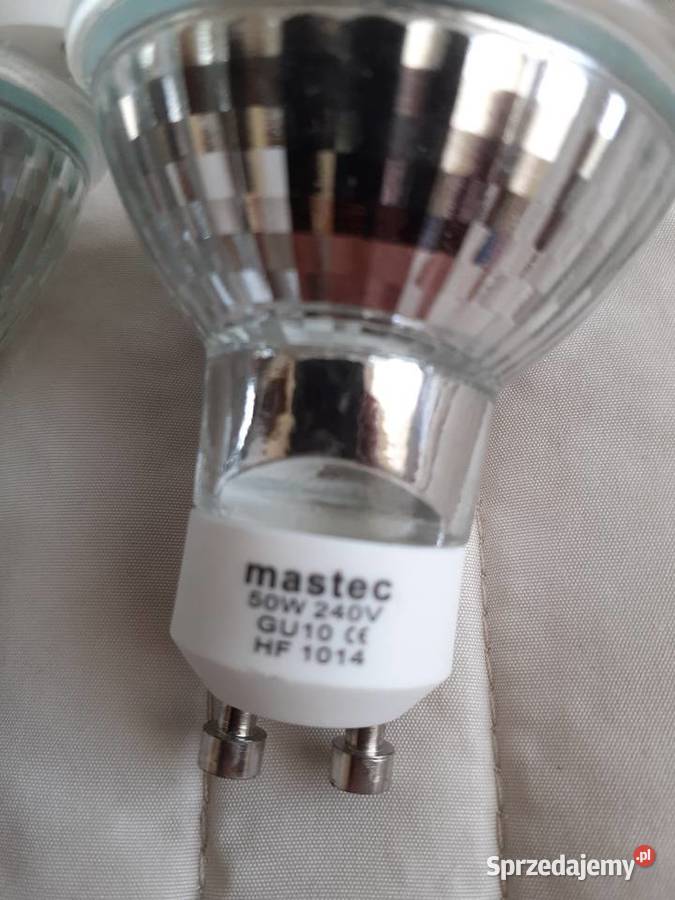 mastec
50W 240V
GU10 CE
HF 1014
Sprzedajemy.pl